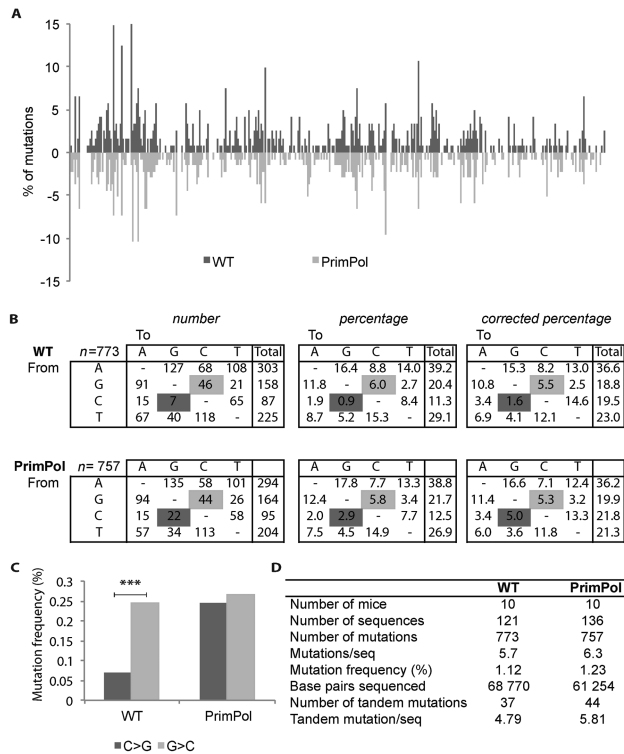 A
% of mutations
15
10
5
0
-5
-10
-15
WT PrimPol
B
number percentage corrected percentage
To To To
WT n=773 A G C T Total A G C T Total A G C T Total
From A - 127 68 108 303 - 16.4 8.8 14.0 39.2 - 15.3 8.2 13.0 36.6
G 91 - 46 21 158 11.8 - 6.0 2.7 20.4 10.8 - 5.5 2.5 18.8
C 15 7 - 65 87 1.9 0.9 - 8.4 11.3 3.4 1.6 - 14.6 19.5
T 67 40 118 - 225 8.7 5.2 15.3 - 29.1 6.9 4.1 12.1 - 23.0
PrimPol n= 757 A G C T A G C T A G C T
From A - 135 58 101 294 - 17.8 7.7 13.3 38.8 - 16.6 7.1 12.4 36.2
G 94 - 44 26 164 12.4 - 5.8 3.4 21.7 11.4 - 5.3 3.2 19.9
C 15 22 - 58 95 2.0 2.9 - 7.7 12.5 3.4 5.0 - 13.3 21.8
T 57 34 113 - 204 7.5 4.5 14.9 - 26.9 6.0 3.6 11.8 - 21.3
C
Mutation frequency (%)
0.3
0.25
0.2
0.15
0.1
0.05
0
***
WT PrimPol
C>G G>C
D
WT PrimPol
Number of mice 10 10
Number of sequences 121 136
Number of mutations 773 757
Mutations/seq 5.7 6.3
Mutation frequency (%) 1.12 1.23
Base pairs sequenced 68 770 61 254
Number of tandem mutations 37 44
Tandem mutation/seq 4.79 5.81